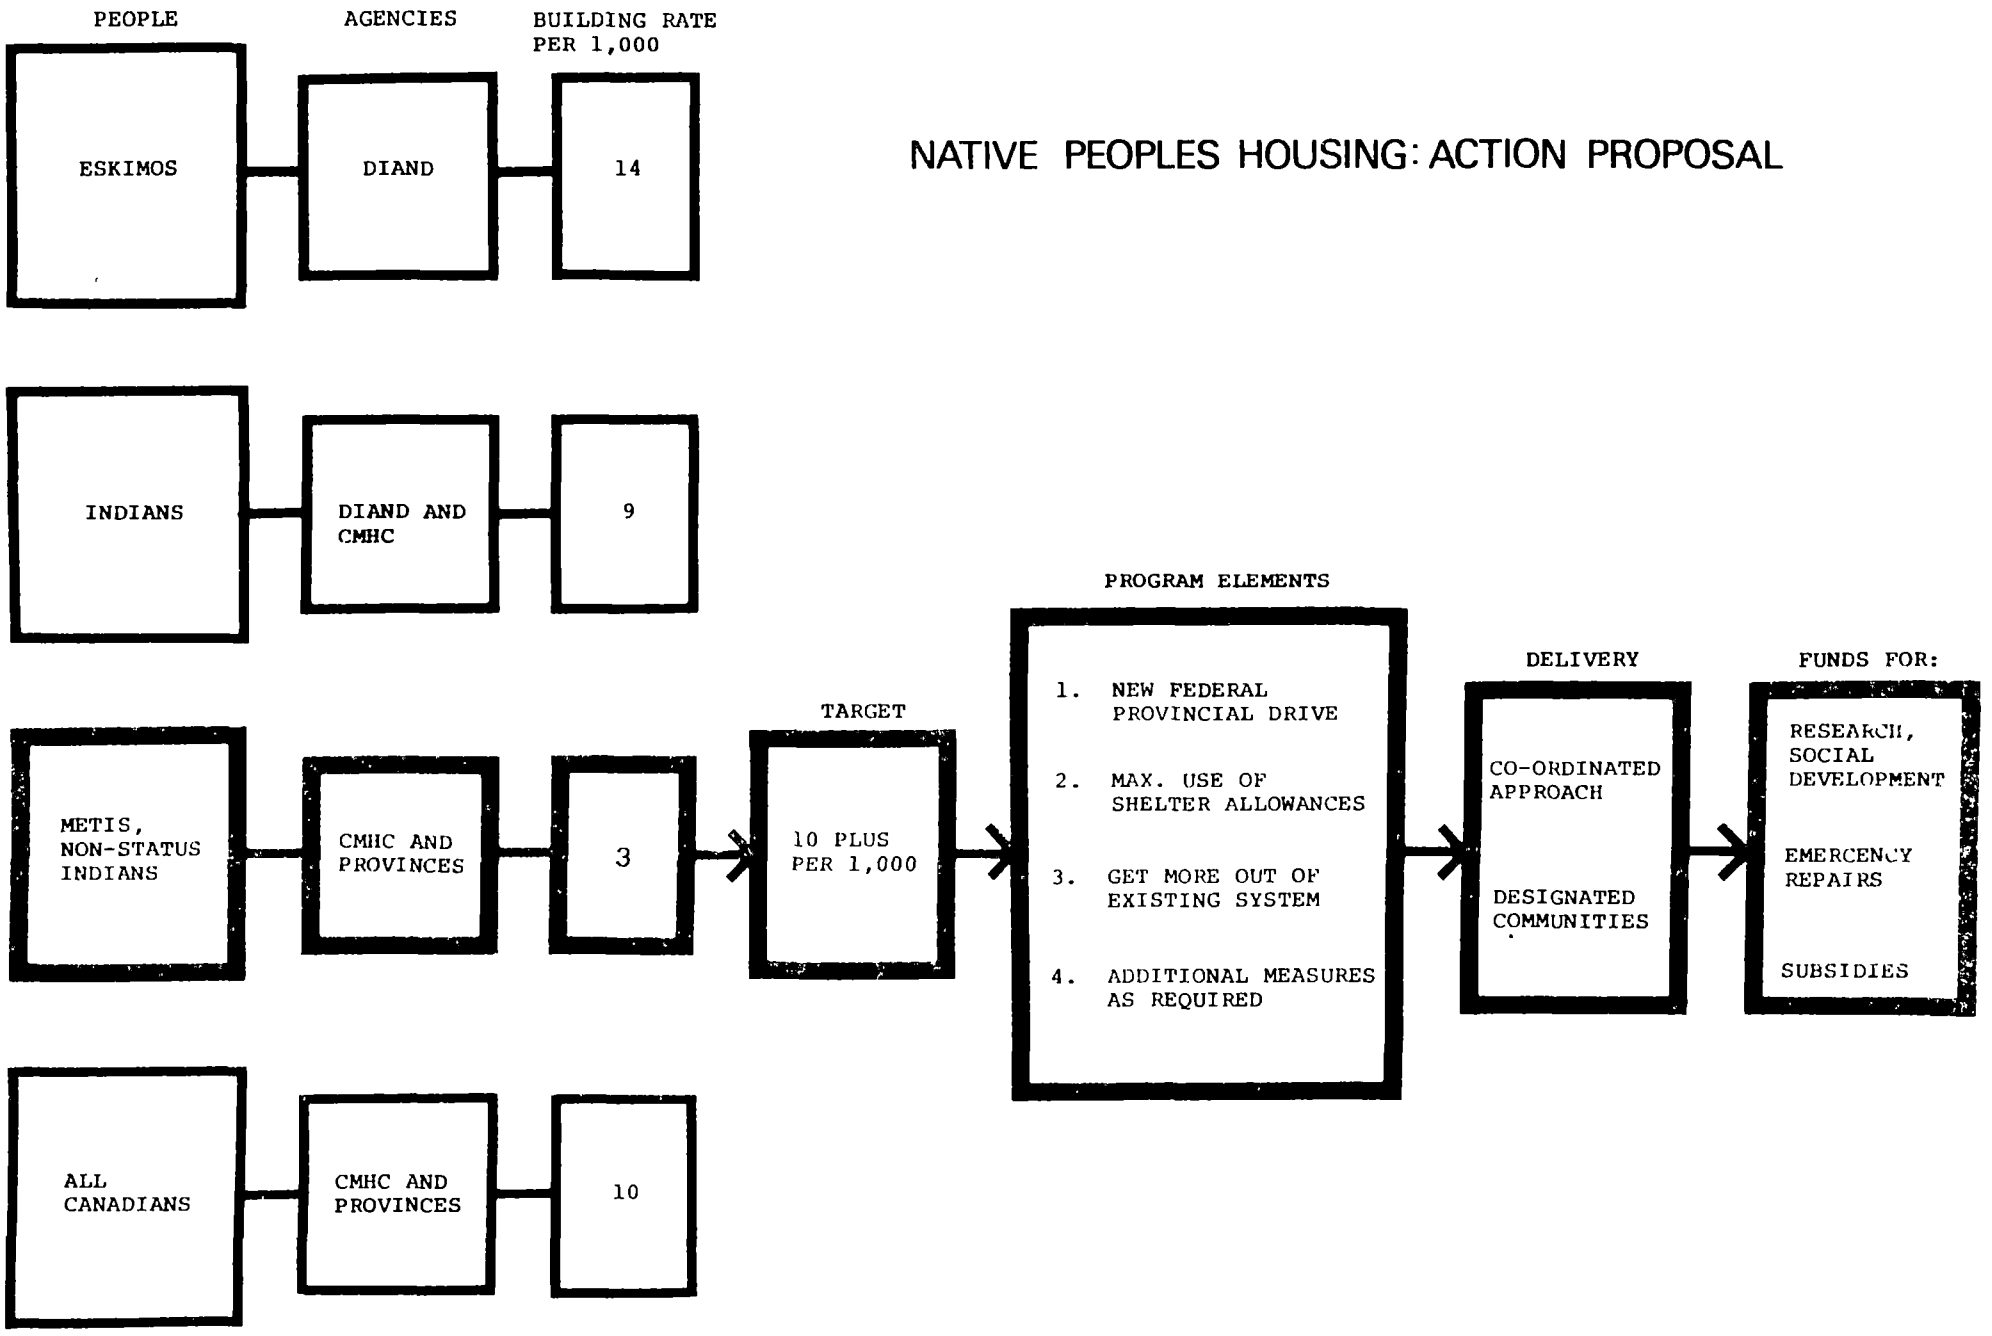 PEOPLE
AGENCIES
BUILDING RATE
PER 1,000
ESKIMOS
DIAND
14
NATIVE PEOPLES HOUSING: ACTION PROPOSAL
INDIANS
DIAND AND
CMHC
9
METIS,
NON-STATUS
INDIANS
CMHC AND
PROVINCES
3
TARGET
10 PLUS
PER 1,000
PROGRAM ELEMENTS
1. NEW FEDERAL
PROVINCIAL DRIVE
2. MAX. USE OF
SHELTER ALLOWANCES
3. GET MORE OUT OF
EXISTING SYSTEM
4. ADDITIONAL MEASURES
AS REQUIRED
DELIVERY
CO-ORDINATED
APPROACH
DESIGNATED
COMMUNITIES
FUNDS FOR:
RESEARCH,
SOCIAL
DEVELOPMENT
EMERGENCY
REPAIRS
SUBSIDIES
ALL
CANADIANS
CMHC AND
PROVINCES
10